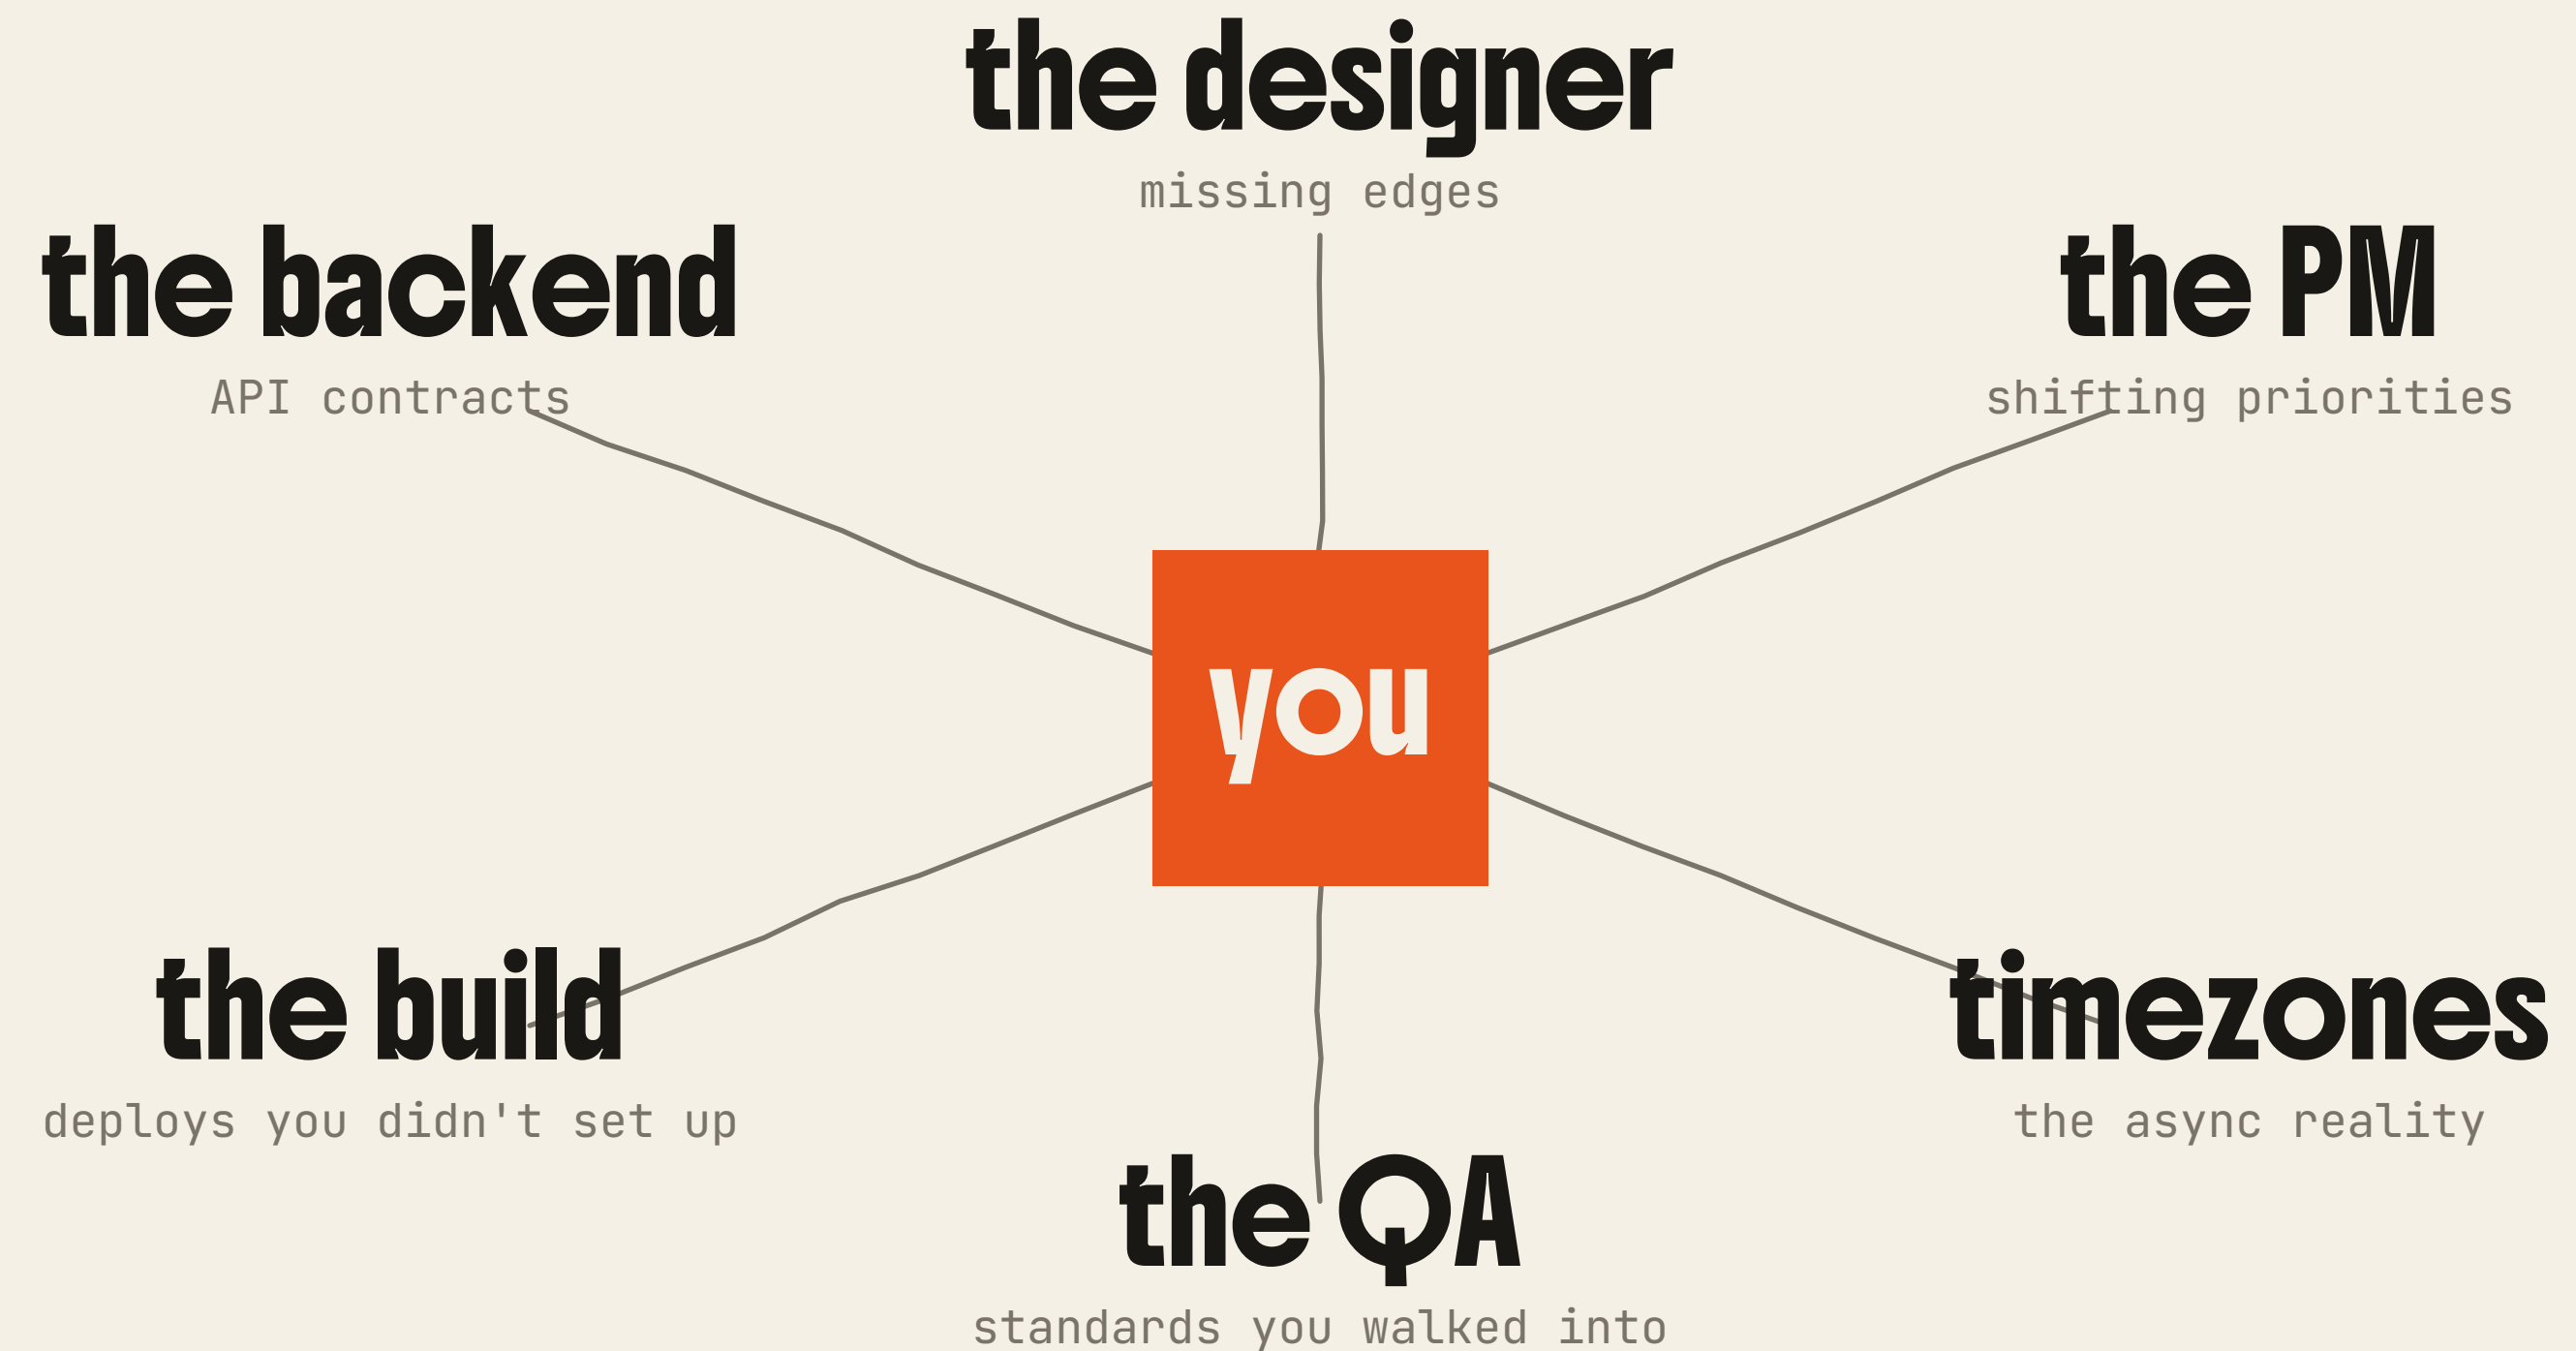 the designer
missing edges
the backend
API contracts
the PM
shifting priorities
you
the build
deploys you didn't set up
timezones
the async reality
the QA
standards you walked into